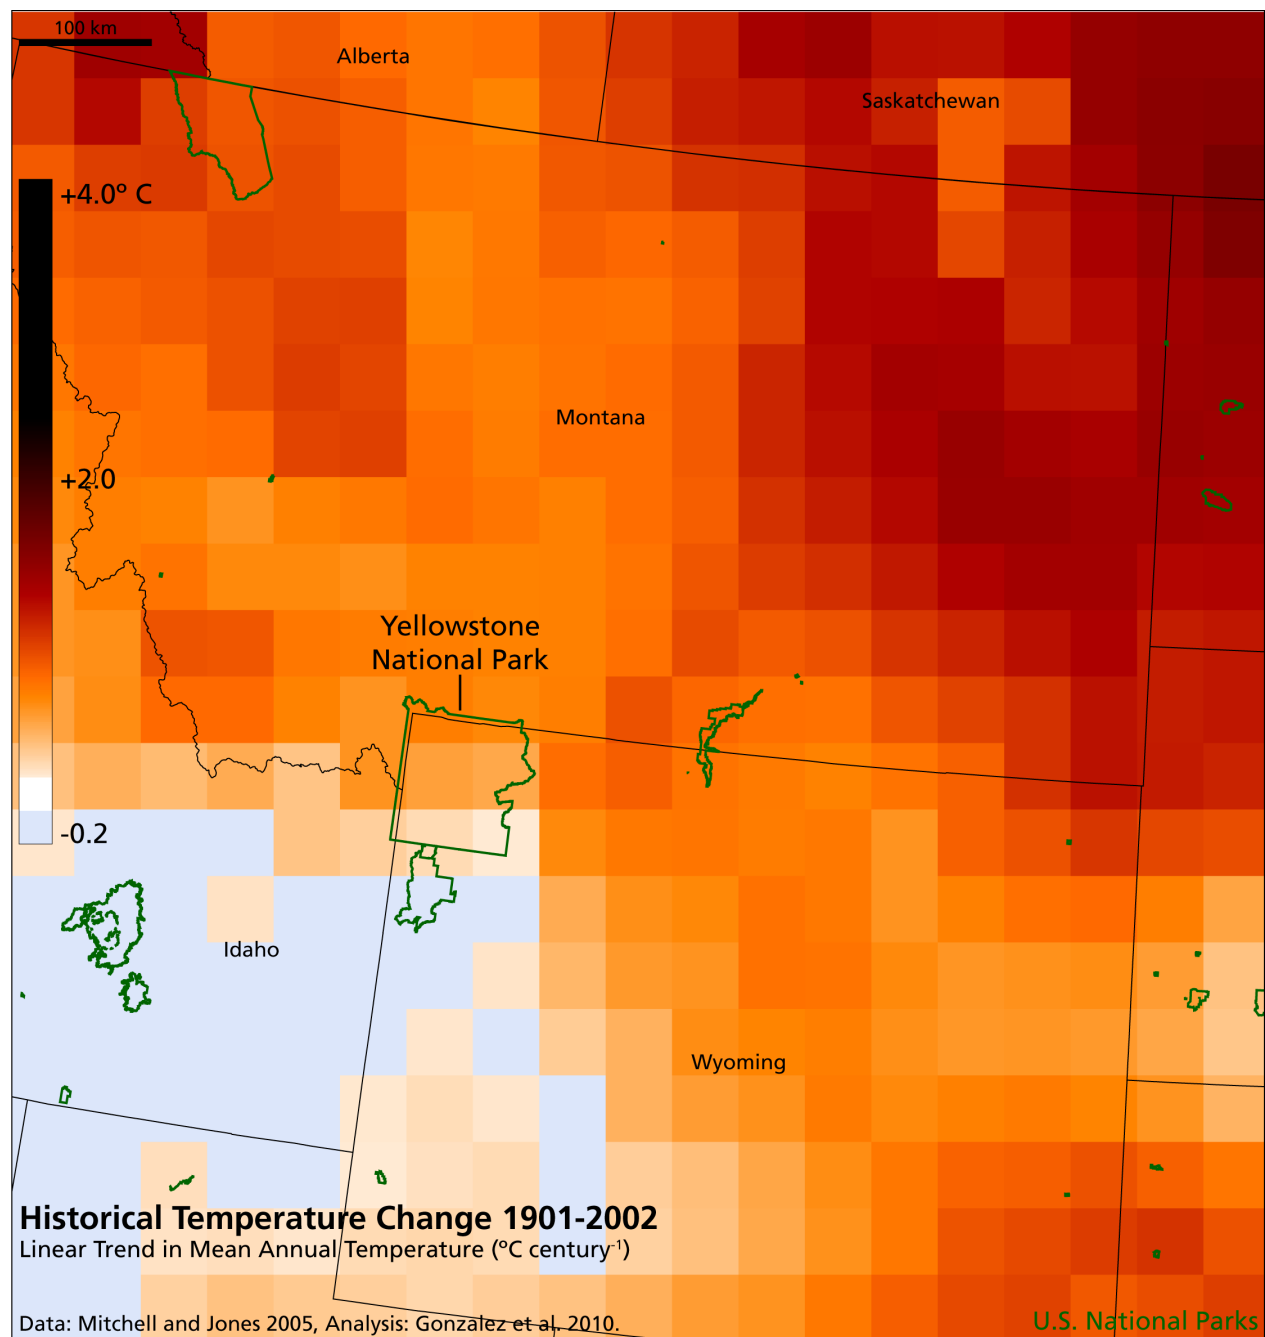 100 km
Alberta
Saskatchewan
+4.0º C
Montana
+2.0
Yellowstone
National Park
-0.2
Idaho
Wyoming
Historical Temperature Change 1901-2002
Linear Trend in Mean Annual Temperature (ºC century⁻¹)
Data: Mitchell and Jones 2005, Analysis: Gonzalez et al. 2010.
U.S. National Parks